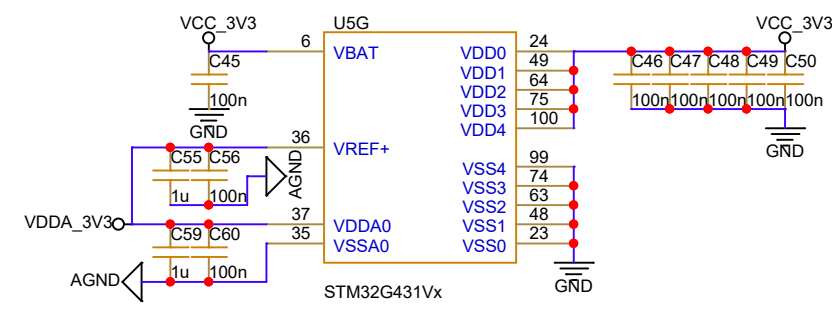 VCC_3V3
U5G
VCC_3V3
6
VBAT
VDD0
24
C45
VDD1
49
C46
C47
C48
C49
C50
VDD2
64
100n
VDD3
75
100n
100n
100n
100n
100n
GND
VDD4
100
GND
36
VREF+
C55
C56
AGND
VSS4
99
VSS3
74
1u
100n
VSS2
63
VDDA_3V3
37
VDDA0
VSS1
48
C59
C60
35
VSSA0
VSS0
23
AGND
1u
100n
GND
STM32G431Vx